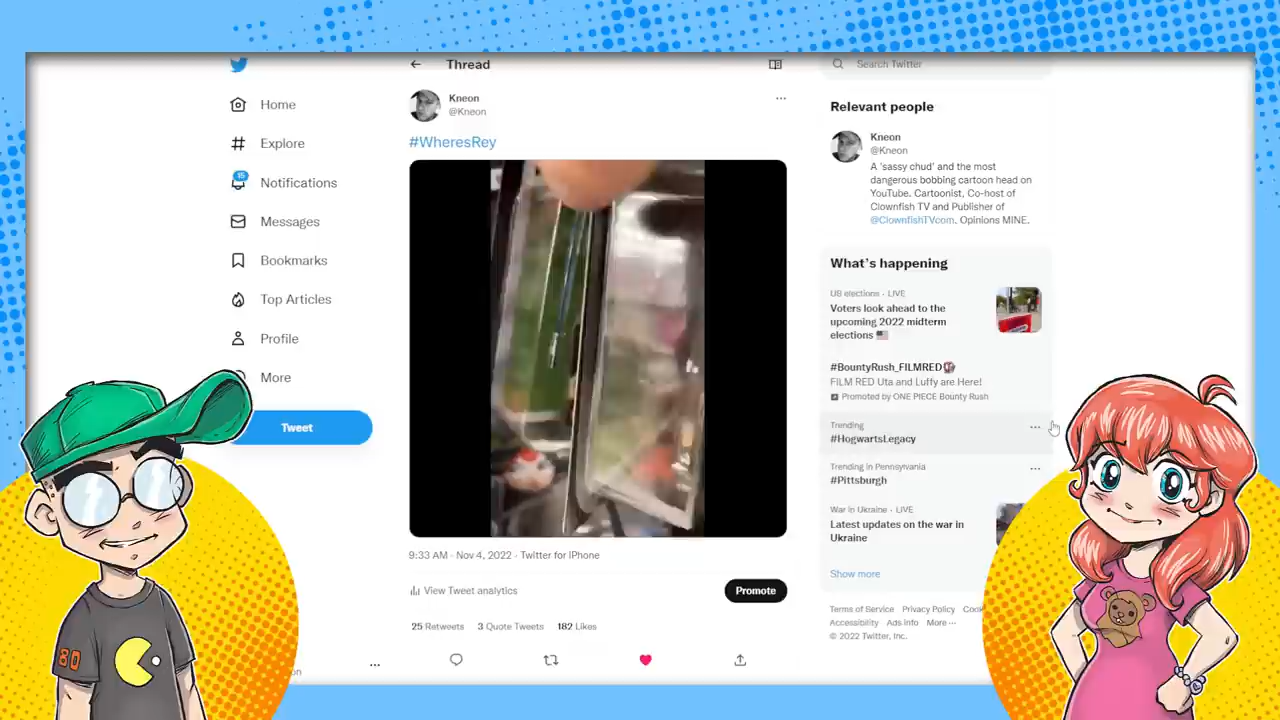 Thread
Search Twitter
Home
Explore
15
Notifications
Messages
Bookmarks
Top Articles
Profile
More
Tweet
Kneon
@Kneon
#WheresRey
9:33 AM · Nov 4, 2022 · Twitter for iPhone
View Tweet analytics
Promote
25 Retweets 3 Quote Tweets 182 Likes
Relevant people
Kneon
@Kneon
A 'sassy chud' and the most
dangerous bobbing cartoon head on
YouTube. Cartoonist, Co-host of
Clownfish TV and Publisher of
@ClownfishTVcom. Opinions MINE.
What's happening
US elections · LIVE
Voters look ahead to the
upcoming 2022 midterm
elections
#BountyRush_FILMRED
FILM RED Uta and Luffy are Here!
Promoted by ONE PIECE Bounty Rush
Trending
#HogwartsLegacy
Trending in Pennsylvania
#Pittsburgh
War in Ukraine · LIVE
Latest updates on the war in
Ukraine
Show more
Terms of Service Privacy Policy
Accessibility Ads info More ···
© 2022 Twitter, Inc.
80